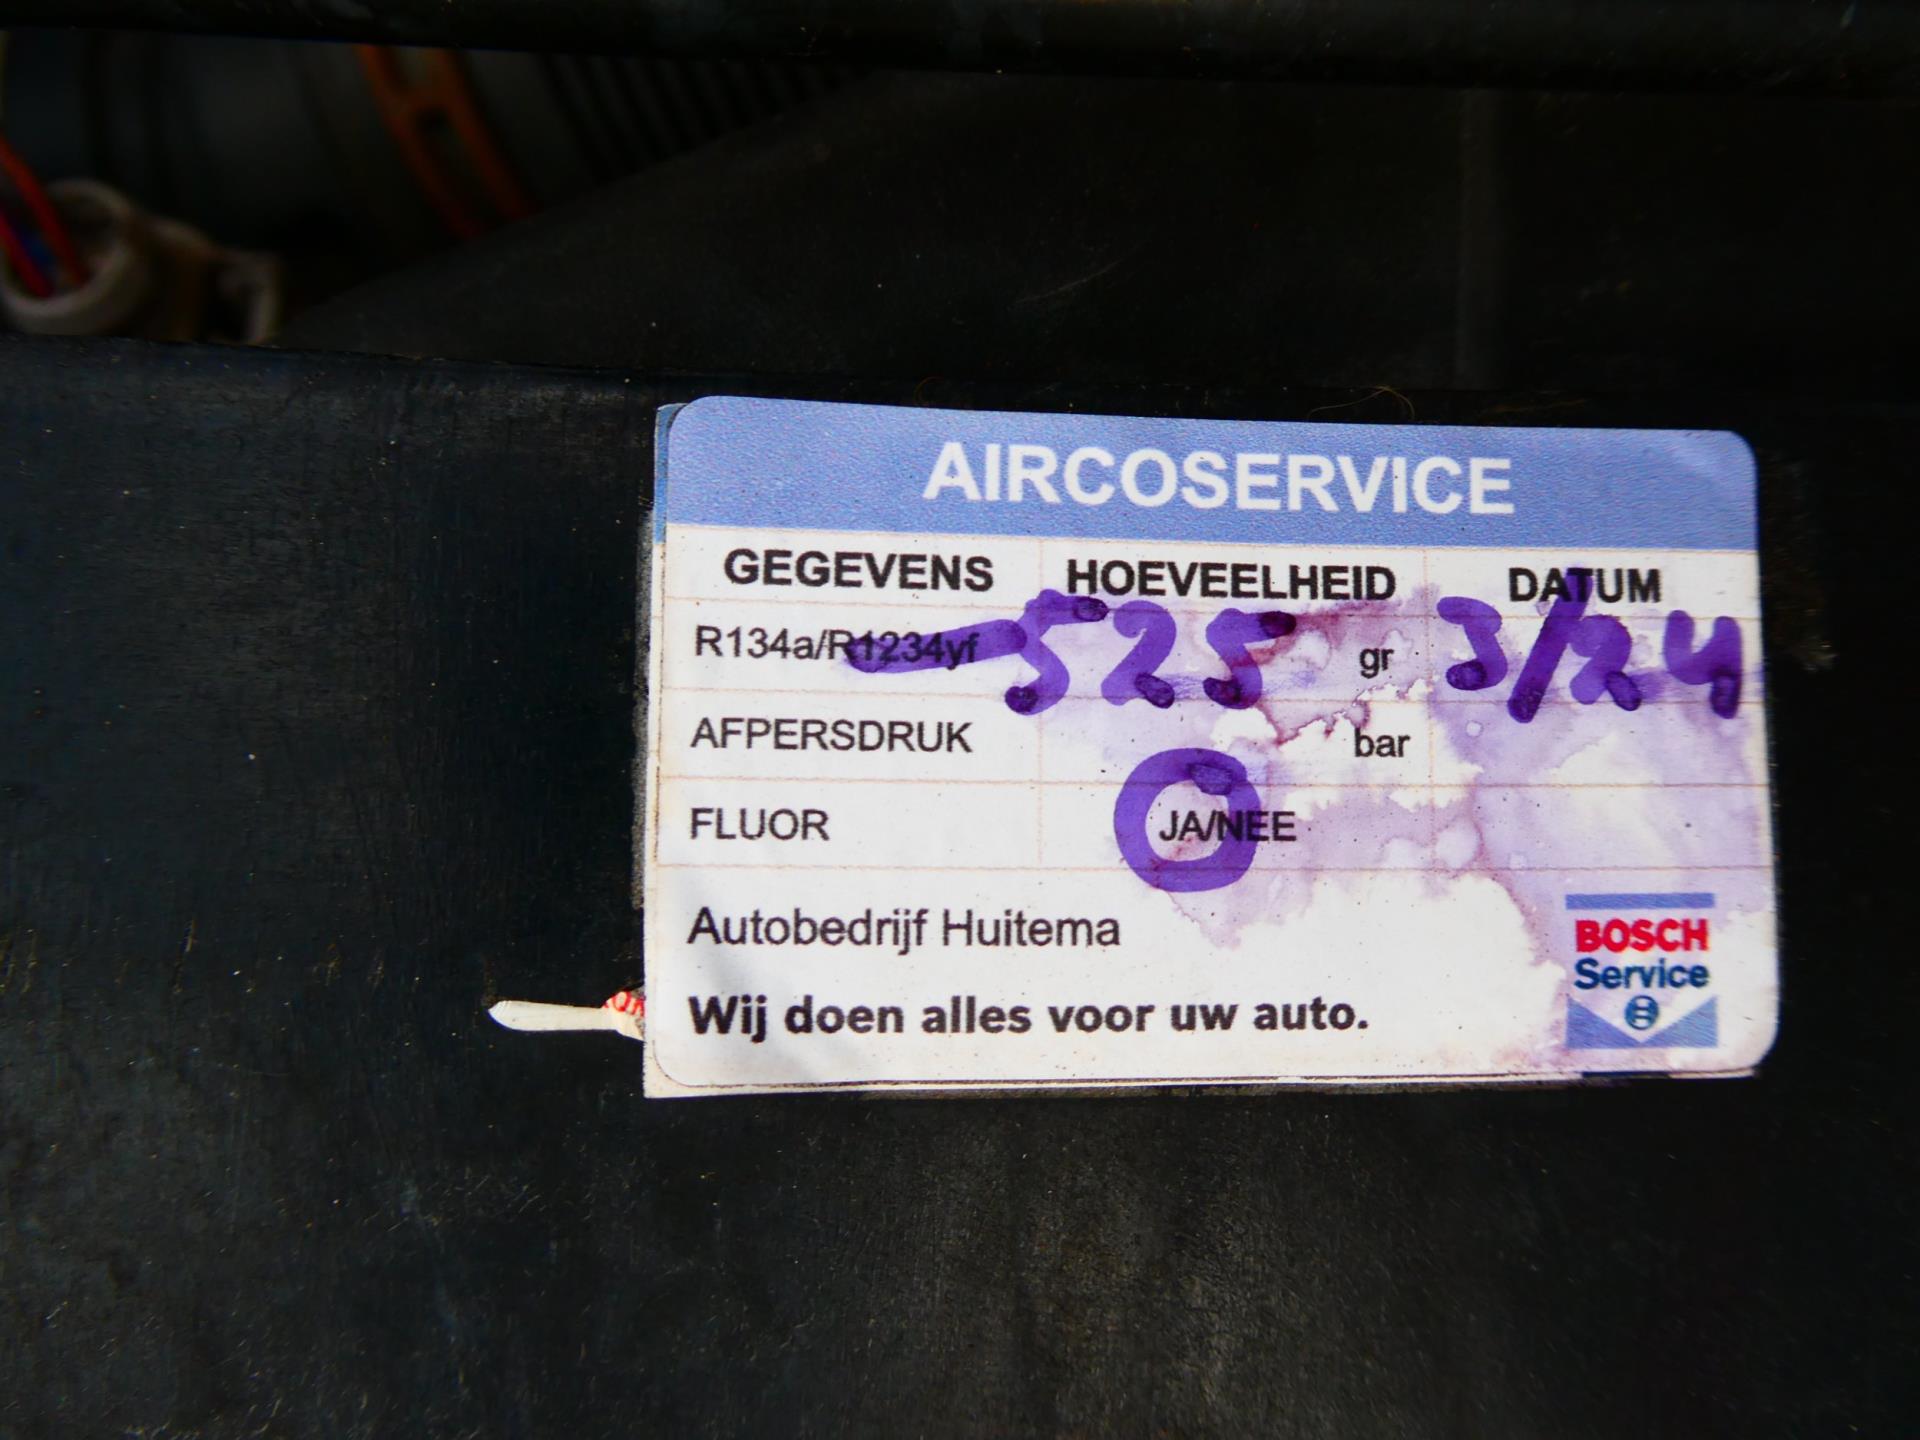 AIRCOSERVICE
GEGEVENS HOEVEELHEID DATUM
R134a/R1234yf 525 gr 3/24
AFPERSDRUK bar
FLUOR JA/NEE
Autobedrijf Huitema
Wij doen alles voor uw auto.
BOSCH
Service